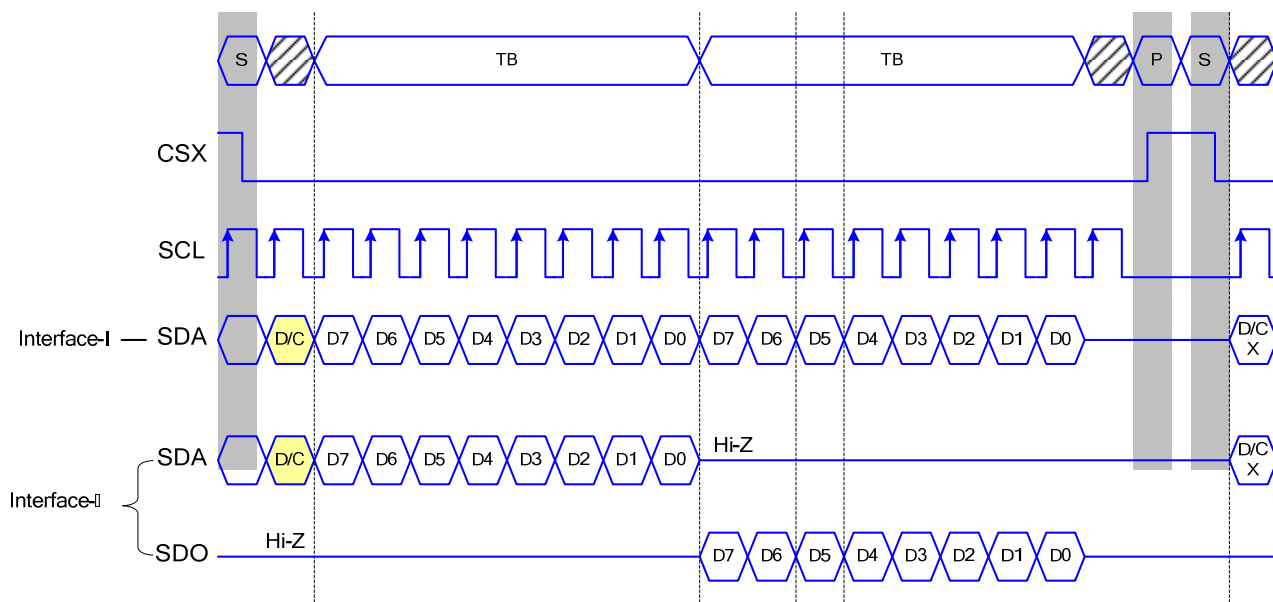 S TB TB P S
CSX
SCL
Interface-I SDA D/C D7 D6 D5 D4 D3 D2 D1 D0 D7 D6 D5 D4 D3 D2 D1 D0 D/C X
SDA D/C D7 D6 D5 D4 D3 D2 D1 D0 Hi-Z D/C X
Interface-▯
SDO Hi-Z D7 D6 D5 D4 D3 D2 D1 D0